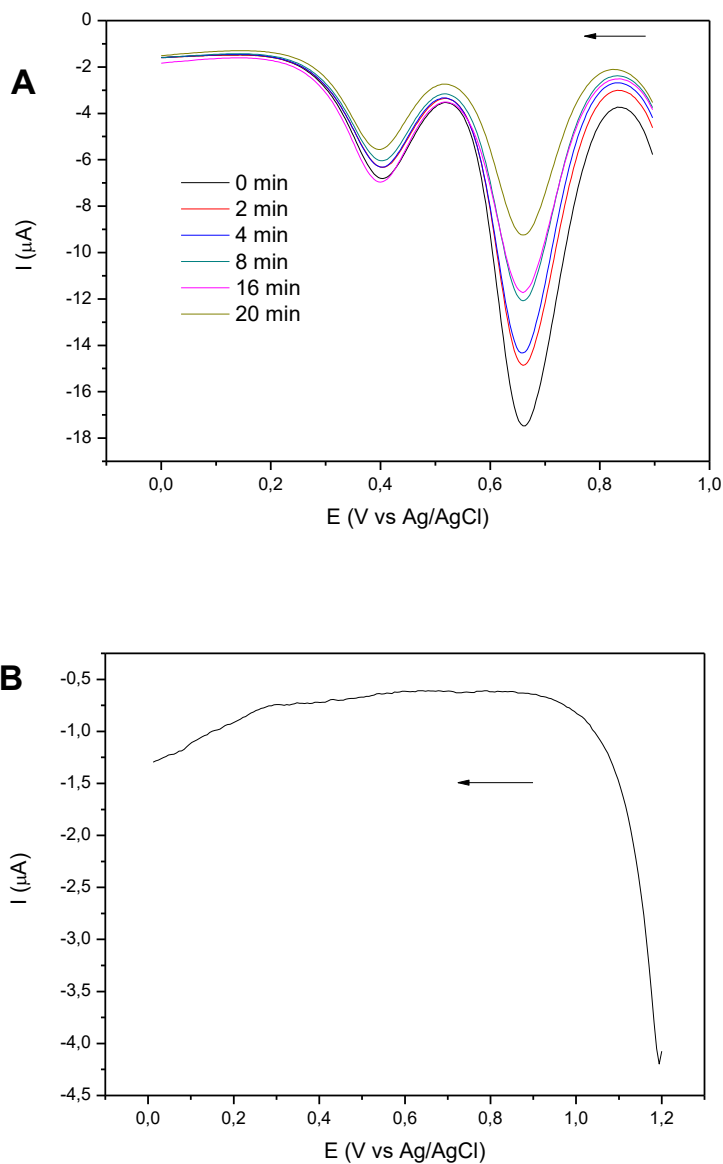 A
0
-2
-4
-6
-8
-10
-12
-14
-16
-18
I (μA)
0 min
2 min
4 min
8 min
16 min
20 min
0,0 0,2 0,4 0,6 0,8 1,0
E (V vs Ag/AgCl)
B
-0,5
-1,0
-1,5
-2,0
-2,5
-3,0
-3,5
-4,0
-4,5
I (μA)
0,0 0,2 0,4 0,6 0,8 1,0 1,2
E (V vs Ag/AgCl)